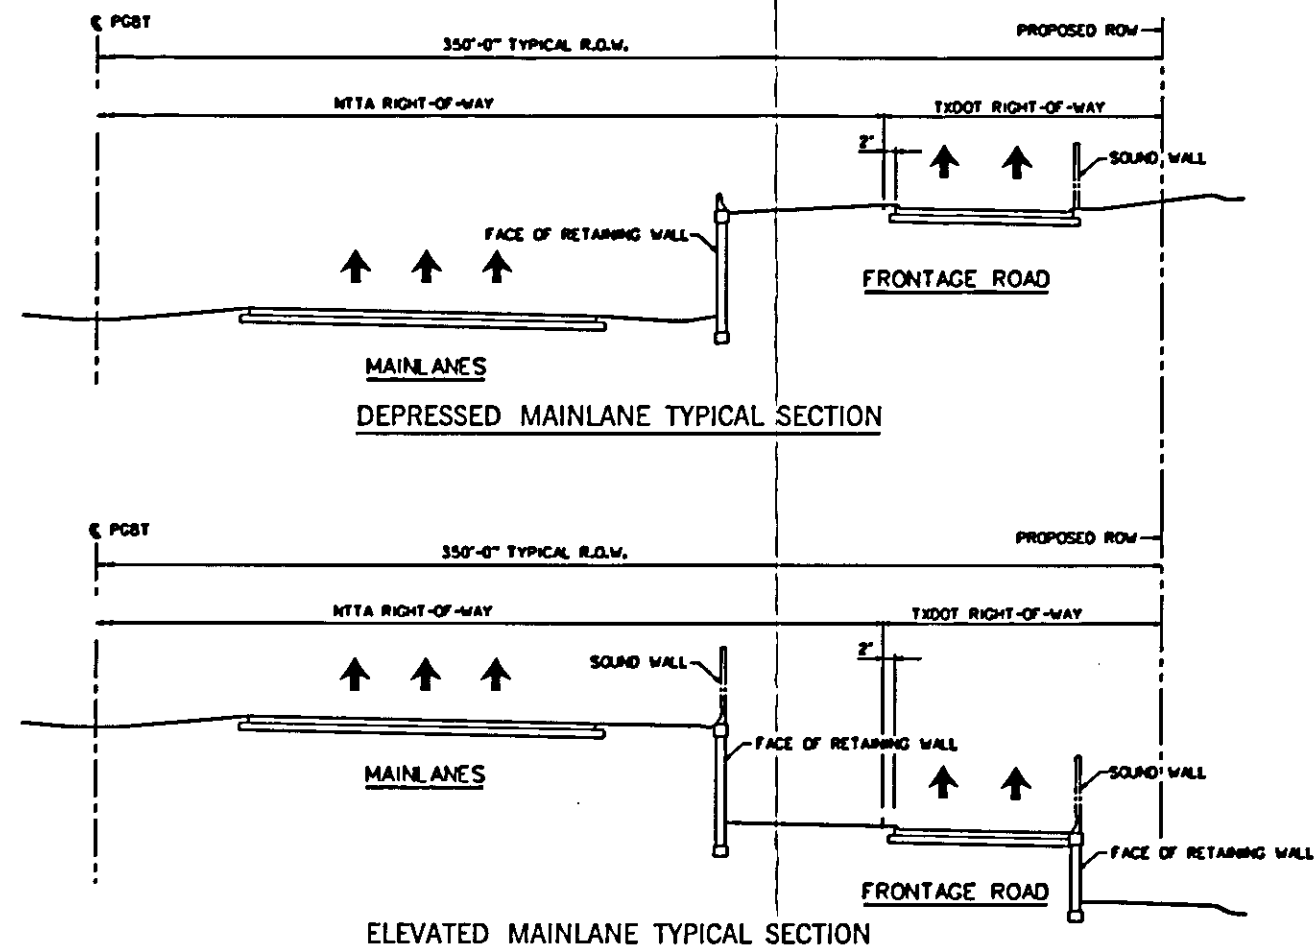 ℄ PGBT
PROPOSED ROW
350'-0" TYPICAL R.O.W.
NTTA RIGHT-OF-WAY
TXDOT RIGHT-OF-WAY
2'
SOUND WALL
FACE OF RETAINING WALL
FRONTAGE ROAD
MAINLANES
DEPRESSED MAINLANE TYPICAL SECTION
℄ PGBT
PROPOSED ROW
350'-0" TYPICAL R.O.W.
NTTA RIGHT-OF-WAY
TXDOT RIGHT-OF-WAY
2'
SOUND WALL
FACE OF RETAINING WALL
MAINLANES
SOUND WALL
FACE OF RETAINING WALL
FRONTAGE ROAD
ELEVATED MAINLANE TYPICAL SECTION